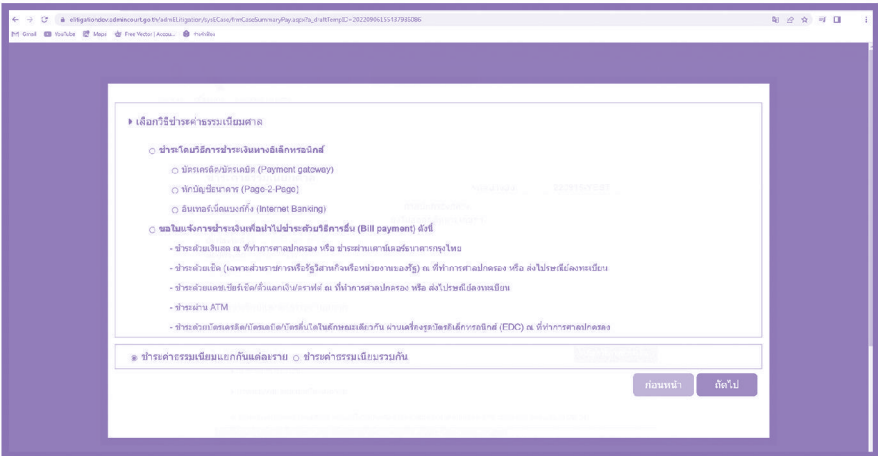 elitigationdev.admincourt.go.th/admELitigation/sys/ECase/frmCaseSummaryPay.aspx?s_draftTempID=20220906155137935086
Gmail YouTube Maps Free Vector | Accou...
เลือกวิธีชำระค่าธรรมเนียมศาล
ชำระโดยวิธีการชำระเงินทางอิเล็กทรอนิกส์
บัตรเครดิต/บัตรเดบิต (Payment gateway)
หักบัญชีธนาคาร (Page-2-Page)
อินเทอร์เน็ตแบงก์กิ้ง (Internet Banking)
ขอใบแจ้งการชำระเงินเพื่อนำไปชำระด้วยวิธีการอื่น (Bill payment) ดังนี้
- ชำระด้วยเงินสด ณ ที่ทำการศาลปกครอง หรือ ชำระผ่านเคาน์เตอร์ธนาคารกรุงไทย
- ชำระด้วยเช็ค (เฉพาะส่วนราชการหรือรัฐวิสาหกิจหรือหน่วยงานของรัฐ) ณ ที่ทำการศาลปกครอง หรือ ส่งไปรษณีย์ลงทะเบียน
- ชำระด้วยแคชเชียร์เช็ค/ตั๋วแลกเงิน/ดราฟต์ ณ ที่ทำการศาลปกครอง หรือ ส่งไปรษณีย์ลงทะเบียน
- ชำระผ่าน ATM
- ชำระด้วยบัตรเครดิต/บัตรเดบิต/บัตรอื่นใดในลักษณะเดียวกัน ผ่านเครื่องรูดบัตรอิเล็กทรอนิกส์ (EDC) ณ ที่ทำการศาลปกครอง
ชำระค่าธรรมเนียมแยกกันแต่ละราย ชำระค่าธรรมเนียมรวมกัน
ก่อนหน้า ถัดไป